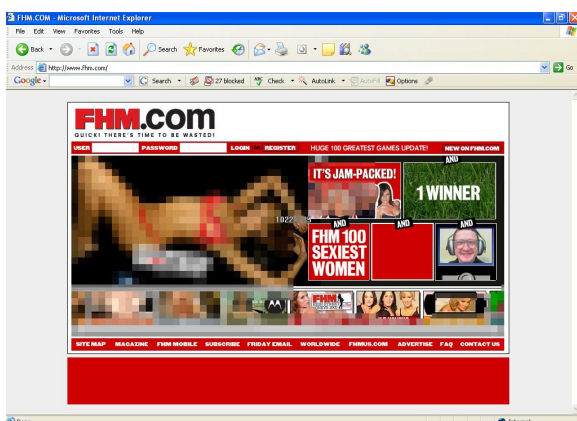 FHM.COM - Microsoft Internet Explorer
File Edit View Favorites Tools Help
Back Search Favorites
Address http://www.fhm.com/ Go
Google Search 27 blocked Check AutoLink AutoFill Options
FHM.COM
QUICK! THERE'S TIME TO BE WASTED!
USER PASSWORD LOGIN OR REGISTER HUGE 100 GREATEST GAMES UPDATE! NEW ON FHM.COM
AND
IT'S JAM-PACKED!
1 WINNER
AND AND AND
FHM 100
SEXIEST
WOMEN
FHM
SITE MAP MAGAZINE FHM MOBILE SUBSCRIBE FRIDAY EMAIL WORLDWIDE FHMUS.COM ADVERTISE FAQ CONTACT US